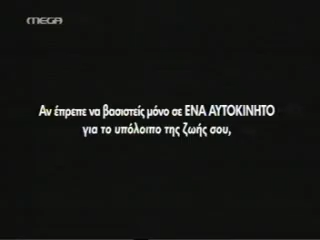 MEGA
Αν έπρεπε να βασιστείς μόνο σε ΕΝΑ ΑΥΤΟΚΙΝΗΤΟ
για το υπόλοιπο της ζωής σου,